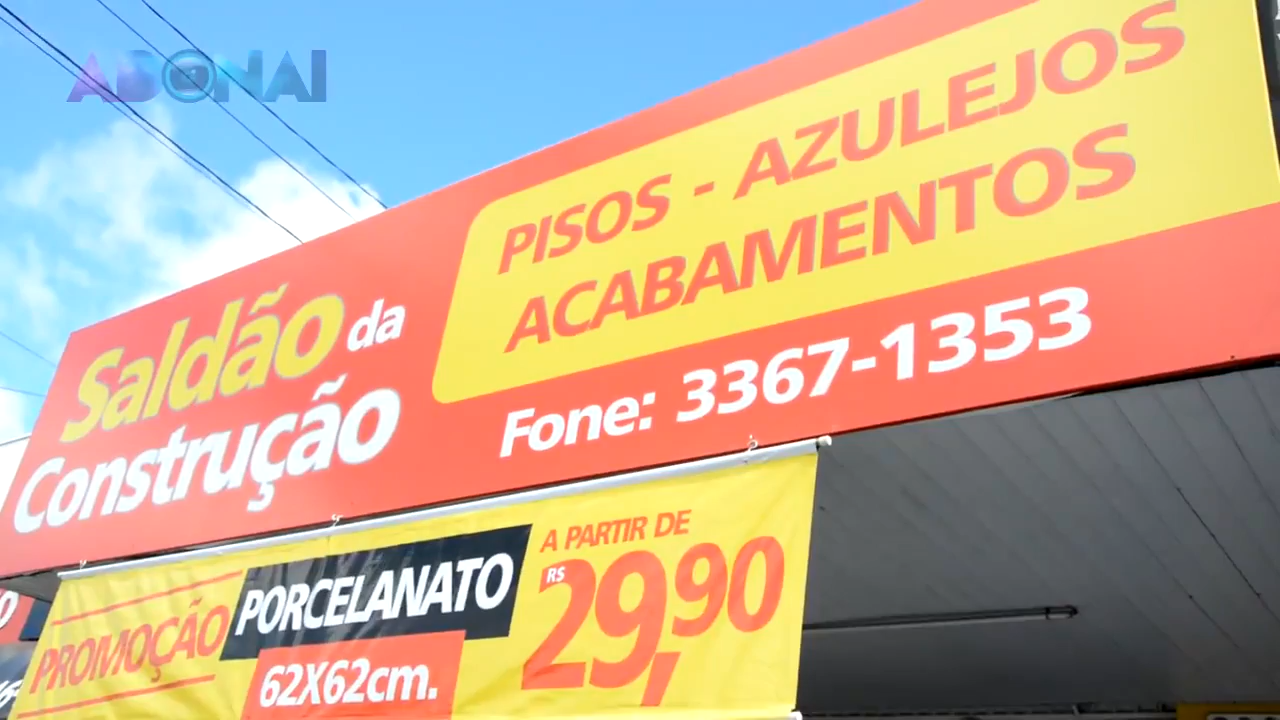 ADONAI
Saldão da
Construção
PISOS - AZULEJOS
ACABAMENTOS
Fone: 3367-1353
PROMOÇÃO
PORCELANATO
62X62cm.
A PARTIR DE
R$ 29,90